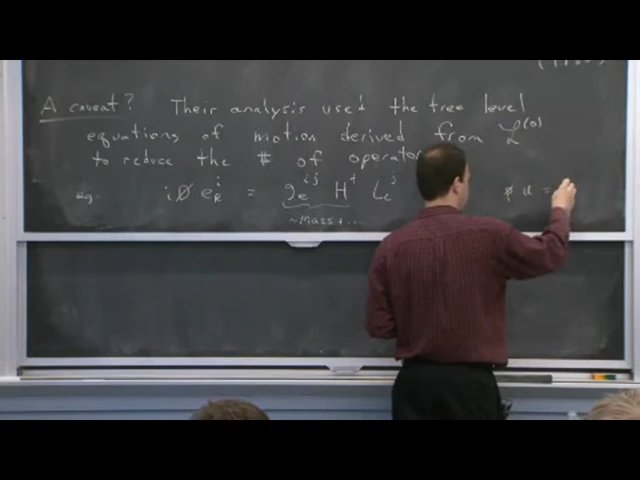 A caveat? Their analysis used the tree level
equations of motion derived from ℒ^(0)
to reduce the # of operators
eg. i D̸ e_R^i = g_e^{ij} H^† L_L^j p̸ u =
~mass + ...